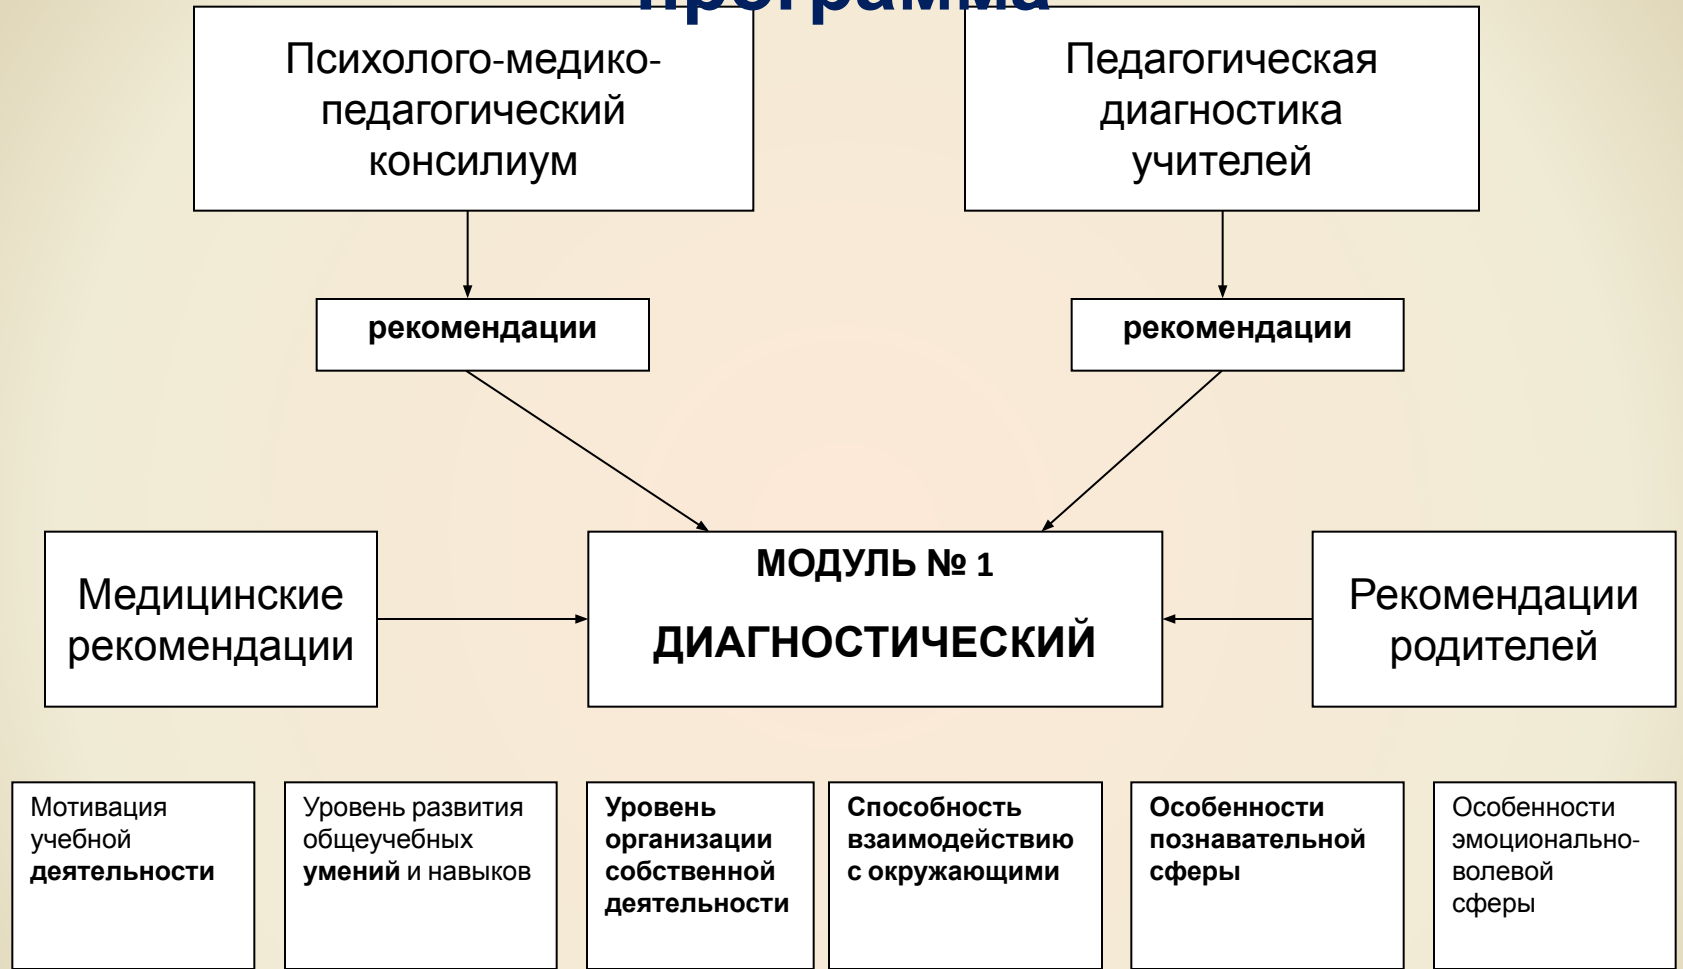 программа
Психолого-медико-
педагогический
консилиум
Педагогическая
диагностика
учителей
рекомендации
рекомендации
Медицинские
рекомендации
МОДУЛЬ № 1
ДИАГНОСТИЧЕСКИЙ
Рекомендации
родителей
Мотивация
учебной
деятельности
Уровень развития
общеучебных
умений и навыков
Уровень
организации
собственной
деятельности
Способность
взаимодействию
с окружающими
Особенности
познавательной
сферы
Особенности
эмоционально-
волевой
сферы